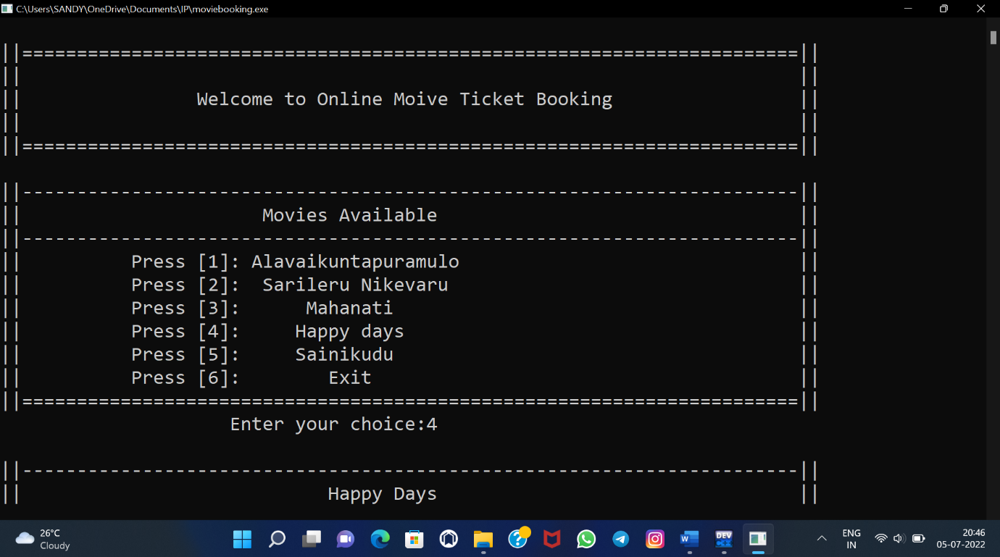 C:\Users\SANDY\OneDrive\Documents\IP\moviebooking.exe
||=======================================================================||
||                                                                       ||
||                Welcome to Online Moive Ticket Booking                 ||
||                                                                       ||
||=======================================================================||
||-----------------------------------------------------------------------||
||                      Movies Available                                 ||
||-----------------------------------------------------------------------||
||          Press [1]: Alavaikuntapuramulo                               ||
||          Press [2]:  Sarileru Nikevaru                                ||
||          Press [3]:      Mahanati                                     ||
||          Press [4]:     Happy days                                    ||
||          Press [5]:     Sainikudu                                     ||
||          Press [6]:        Exit                                       ||
||=======================================================================||
Enter your choice:4
||-----------------------------------------------------------------------||
||                            Happy Days                                 ||
26°C
Cloudy
DEV
ENG
IN
20:46
05-07-2022